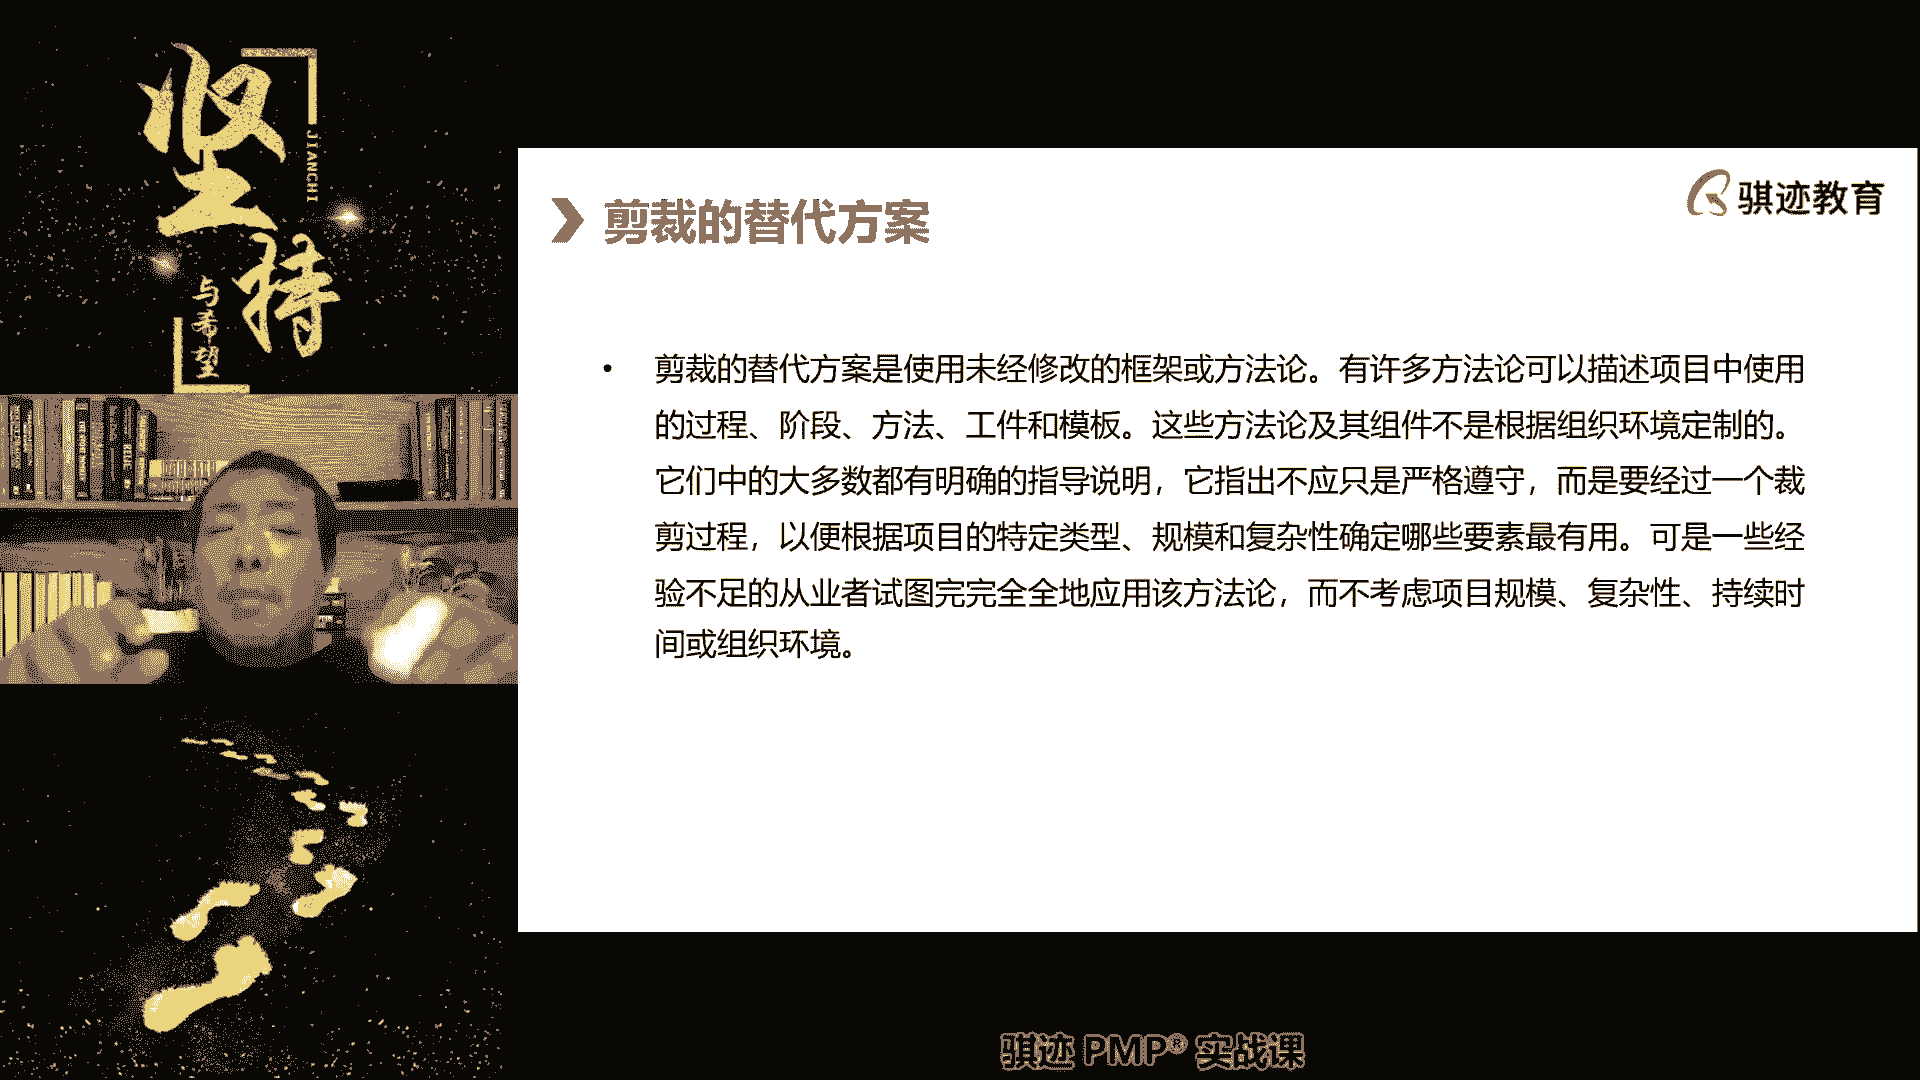 坚持
JIANCHI
与希望
骐迹教育
剪裁的替代方案
• 剪裁的替代方案是使用未经修改的框架或方法论。有许多方法论可以描述项目中使用
的过程、阶段、方法、工件和模板。这些方法论及其组件不是根据组织环境定制的。
它们中的大多数都有明确的指导说明，它指出不应只是严格遵守，而是要经过一个裁
剪过程，以便根据项目的特定类型、规模和复杂性确定哪些要素最有用。可是一些经
验不足的从业者试图完完全全地应用该方法论，而不考虑项目规模、复杂性、持续时
间或组织环境。
骐迹 PMP® 实战课